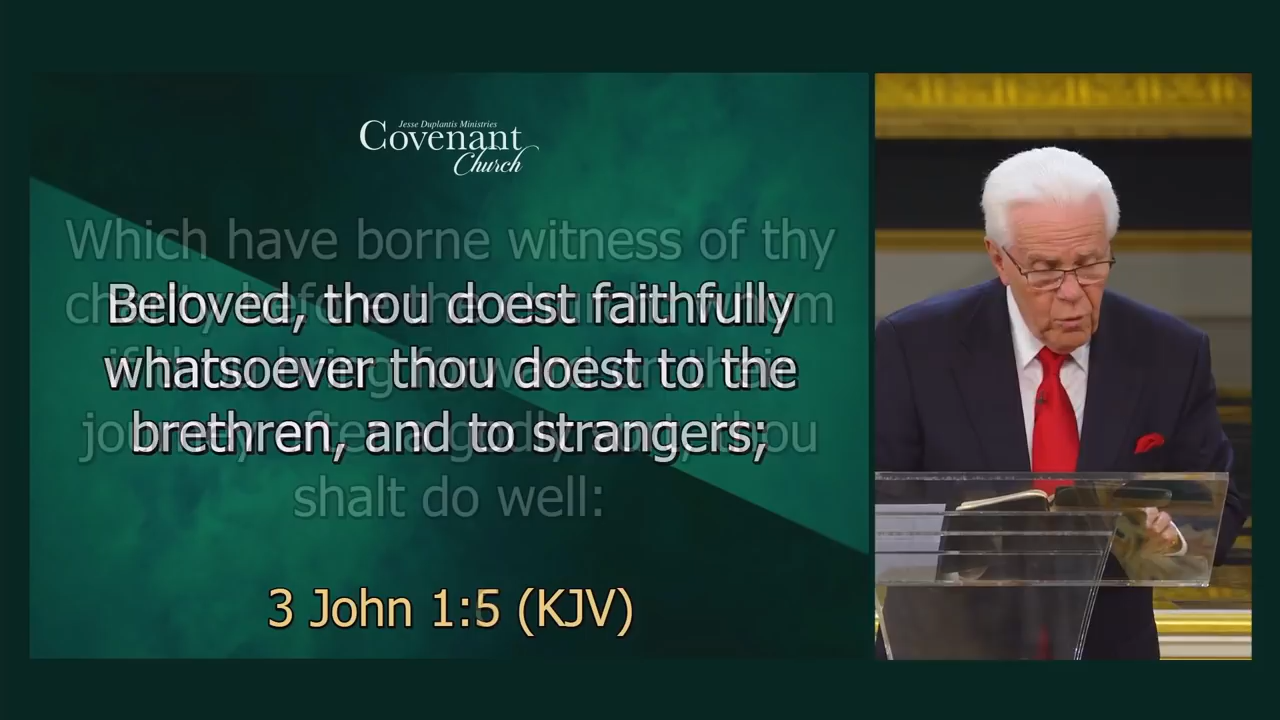 Jesse Duplantis Ministries
Covenant
Church
Which have borne witness of thy
Beloved, thou doest faithfully
whatsoever thou doest to the
brethren, and to strangers;
shalt do well:
3 John 1:5 (KJV)